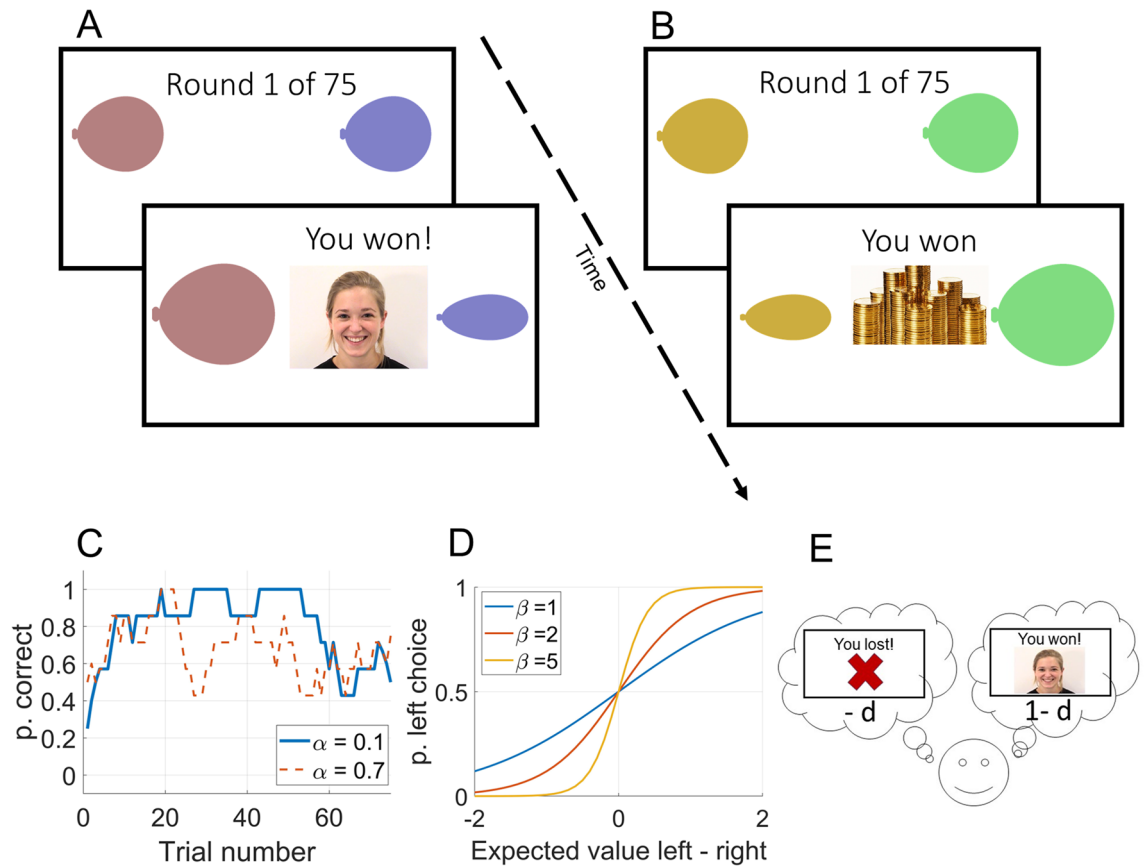 A
Round 1 of 75
You won!
Time
B
Round 1 of 75
You won
C
p. correct
1
0.8
0.6
0.4
0.2
0
0
20
40
60
Trial number
α = 0.1
α = 0.7
D
p. left choice
1
0.5
0
-2
0
2
Expected value left - right
β =1
β =2
β =5
E
You lost!
- d
You won!
1- d